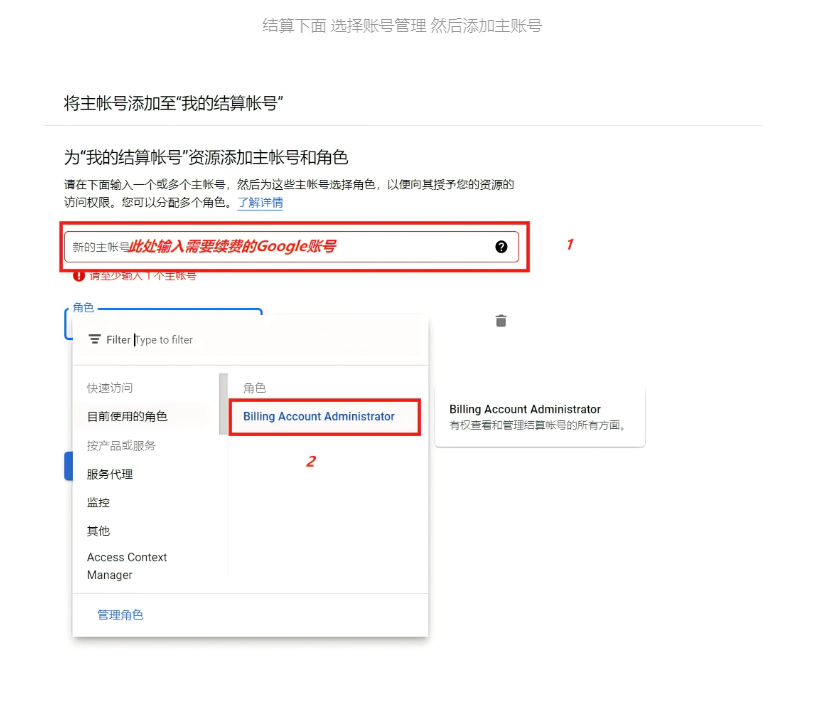 结算下面 选择账号管理 然后添加主账号
将主帐号添加至“我的结算帐号”
为“我的结算帐号”资源添加主帐号和角色
请在下面输入一个或多个主帐号，然后为这些主帐号选择角色，以便向其授予您的资源的
访问权限。您可以分配多个角色。了解详情
新的主帐号此处输入需要续费的Google账号
1
请至少输入 1 个主帐号
角色
Filter Type to filter
快速访问
目前使用的角色
按产品或服务
服务代理
监控
其他
Access Context
Manager
角色
Billing Account Administrator
2
Billing Account Administrator
有权查看和管理结算帐号的所有方面。
管理角色